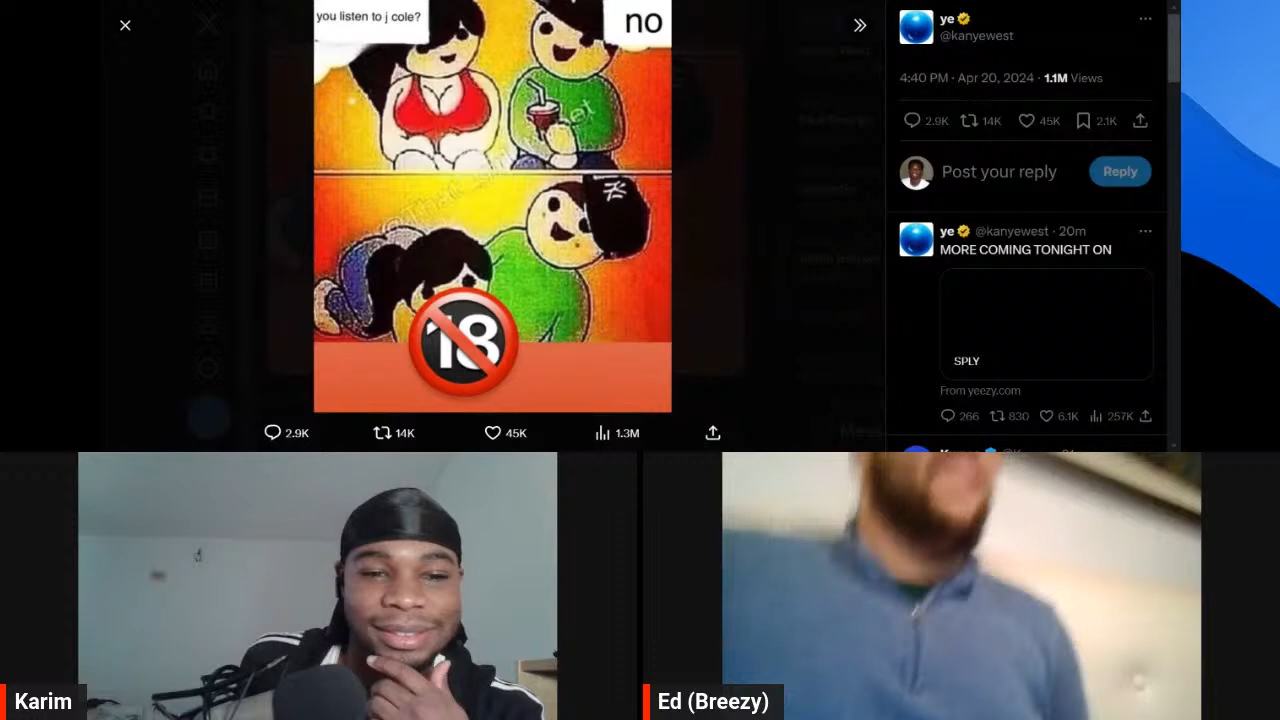 you listen to j cole?
no
ye
@kanyewest
4:40 PM · Apr 20, 2024 · 1.1M Views
2.9K 14K 45K 2.1K
Post your reply
Reply
ye @kanyewest · 20m
MORE COMING TONIGHT ON
SPLY
From yeezy.com
266 830 6.1K 257K
2.9K 14K 45K 1.3M
18
Karim
Ed (Breezy)